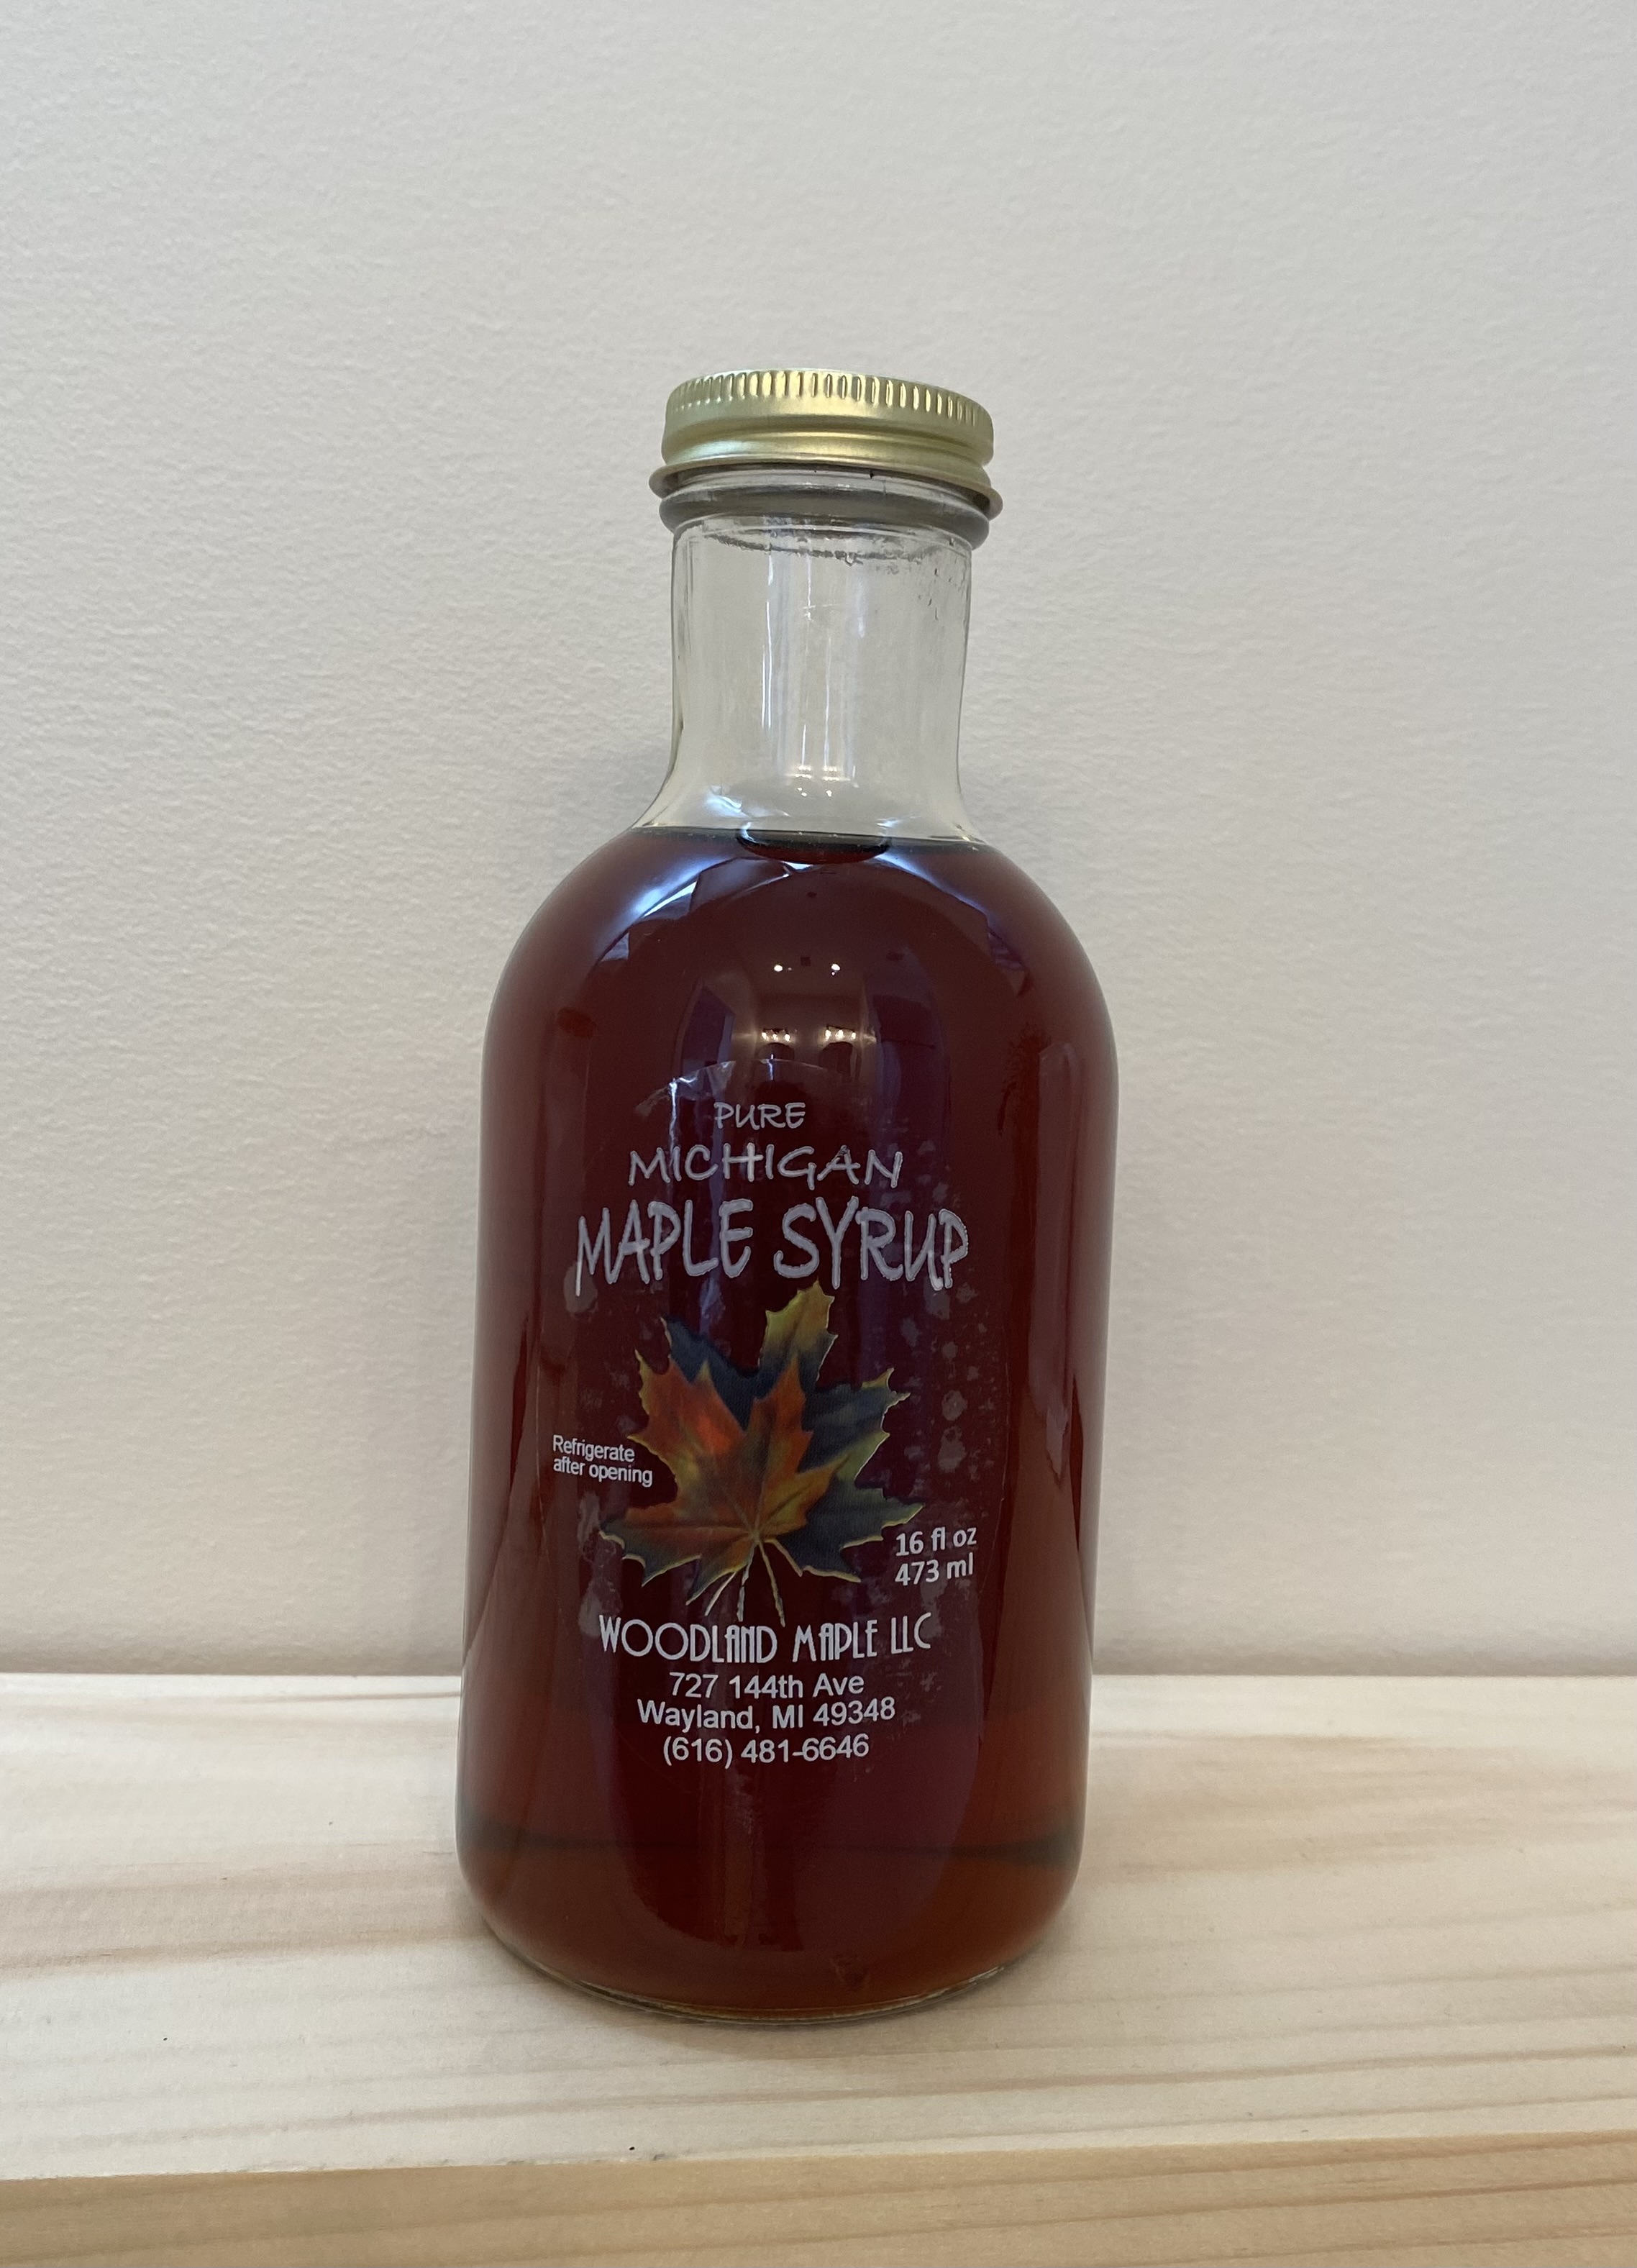 PURE
MICHIGAN
MAPLE SYRUP
Refrigerate
after opening
16 fl oz
473 ml
WOODLAND MAPLE LLC
727 144th Ave
Wayland, MI 49348
(616) 481-6646